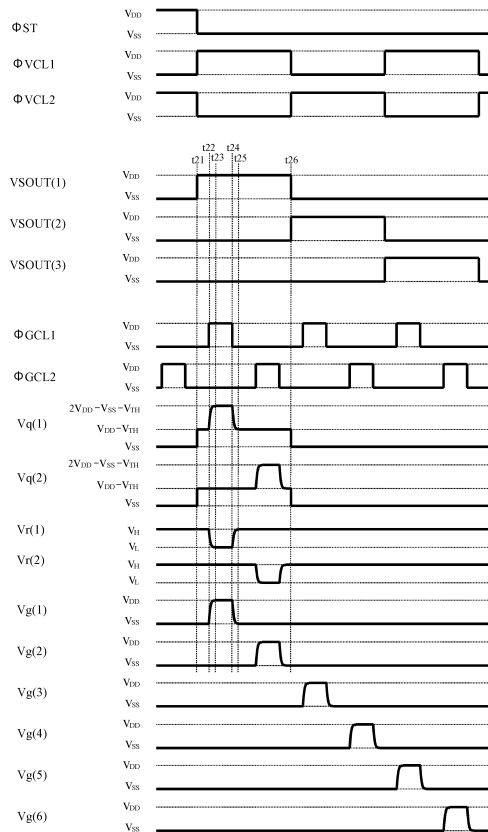 ΦST VDD
VSS
ΦVCL1 VDD
VSS
ΦVCL2 VDD
VSS
t22 t24
t21 t23 t25 t26
VSOUT(1) VDD
VSS
VSOUT(2) VDD
VSS
VSOUT(3) VDD
VSS
ΦGCL1 VDD
VSS
ΦGCL2 VDD
VSS
Vq(1) 2VDD−VSS−VTH
VDD−VTH
VSS
Vq(2) 2VDD−VSS−VTH
VDD−VTH
VSS
Vr(1) VH
VL
Vr(2) VH
VL
Vg(1) VDD
VSS
Vg(2) VDD
VSS
Vg(3) VDD
VSS
Vg(4) VDD
VSS
Vg(5) VDD
VSS
Vg(6) VDD
VSS